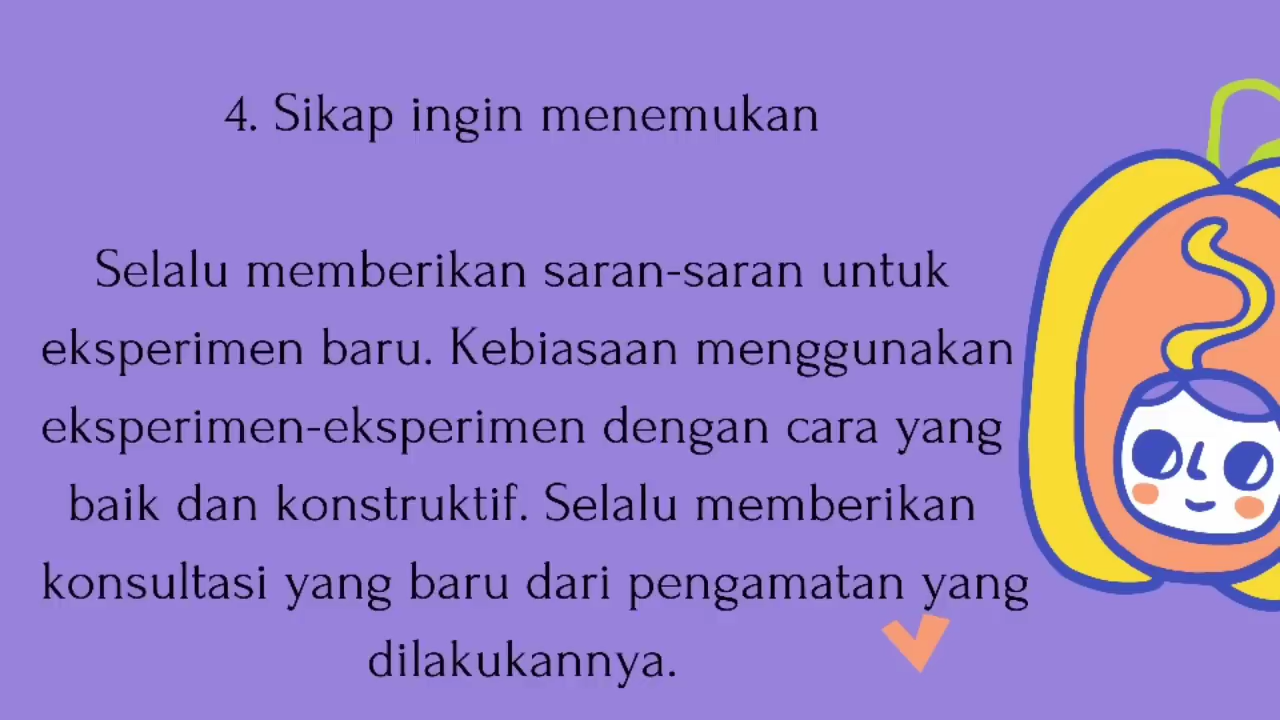 4. Sikap ingin menemukan
Selalu memberikan saran-saran untuk
eksperimen baru. Kebiasaan menggunakan
eksperimen-eksperimen dengan cara yang
baik dan konstruktif. Selalu memberikan
konsultasi yang baru dari pengamatan yang
dilakukannya.